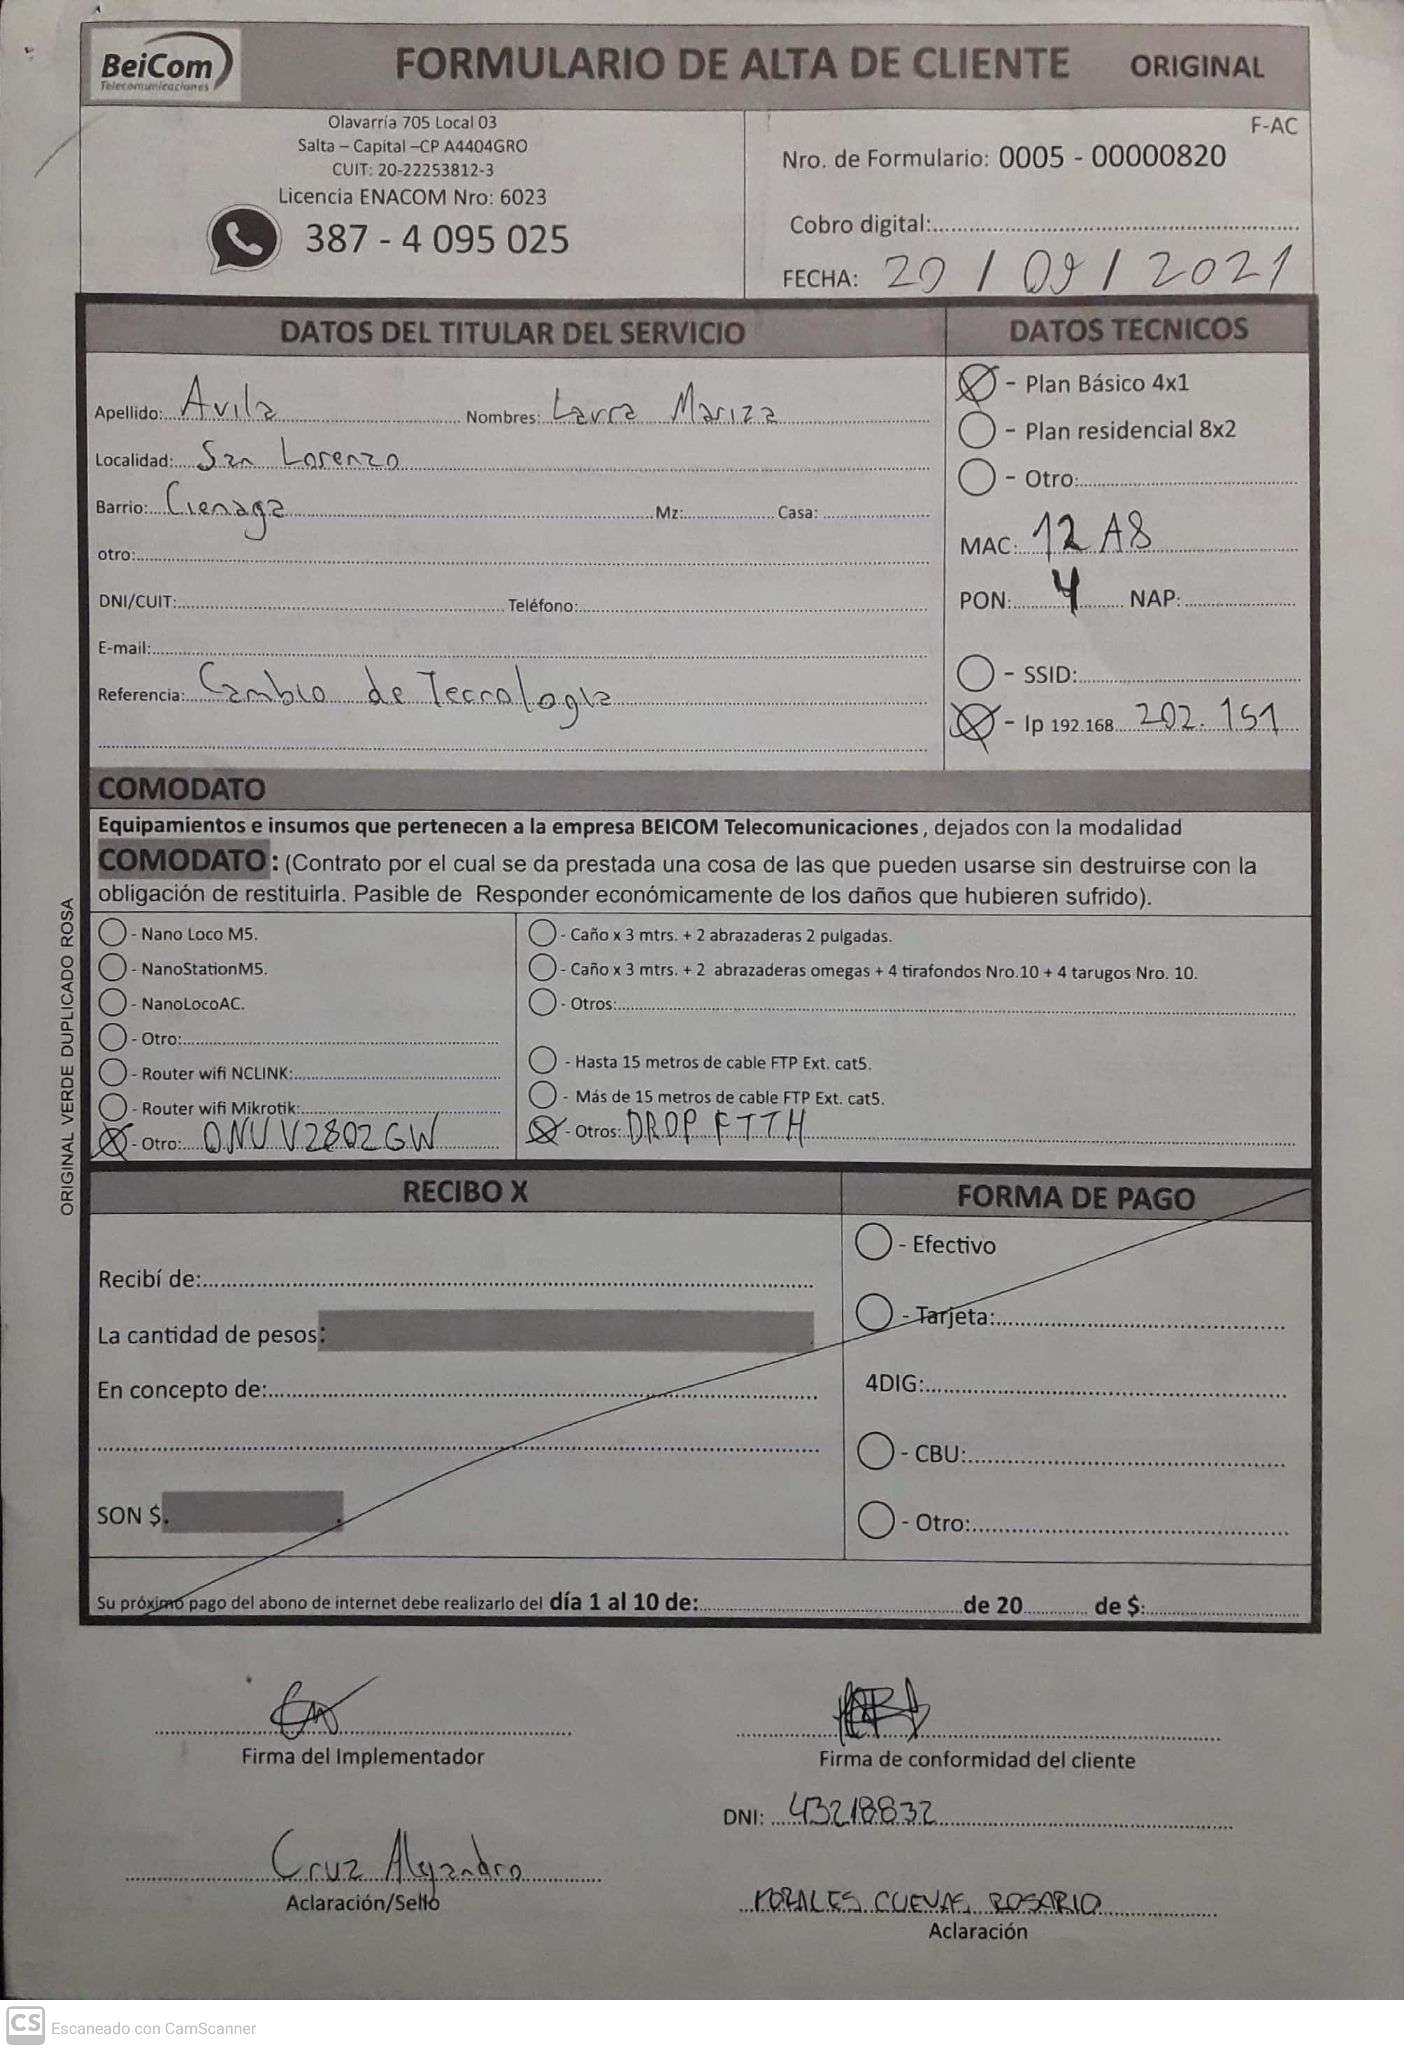 BeiCom
Telecomunicaciones
FORMULARIO DE ALTA DE CLIENTE ORIGINAL
Olavarría 705 Local 03
Salta – Capital –CP A4404GRO
CUIT: 20-22253812-3
Licencia ENACOM Nro: 6023
387 - 4 095 025
F-AC
Nro. de Formulario: 0005 - 00000820
Cobro digital:
FECHA: 20 / 09 / 2021
DATOS DEL TITULAR DEL SERVICIO
Apellido: Avila Nombres: Laura Mariza
Localidad: San Lorenzo
Barrio: Cienaga Mz: Casa:
otro:
DNI/CUIT: Teléfono:
E-mail:
Referencia: Cambio de Tecnologia
DATOS TECNICOS
- Plan Básico 4x1
- Plan residencial 8x2
- Otro:
MAC: 12 A8
PON: 4 NAP:
- SSID:
- Ip 192.168 202. 151
COMODATO
Equipamientos e insumos que pertenecen a la empresa BEICOM Telecomunicaciones , dejados con la modalidad
COMODATO : (Contrato por el cual se da prestada una cosa de las que pueden usarse sin destruirse con la
obligación de restituirla. Pasible de Responder económicamente de los daños que hubieren sufrido).
- Nano Loco M5.
- NanoStationM5.
- NanoLocoAC.
- Otro:
- Router wifi NCLINK:
- Router wifi Mikrotik:
- Otro: ONU V2802GW
- Caño x 3 mtrs. + 2 abrazaderas 2 pulgadas.
- Caño x 3 mtrs. + 2 abrazaderas omegas + 4 tirafondos Nro.10 + 4 tarugos Nro. 10.
- Otros:
- Hasta 15 metros de cable FTP Ext. cat5.
- Más de 15 metros de cable FTP Ext. cat5.
- Otros: DROP FTTH
ORIGINAL VERDE DUPLICADO ROSA
RECIBO X
Recibí de:
La cantidad de pesos:
En concepto de:
SON $.
FORMA DE PAGO
- Efectivo
- Tarjeta:
4DIG:
- CBU:
- Otro:
Su próximo pago del abono de internet debe realizarlo del día 1 al 10 de: de 20 de $:
Firma del Implementador
Firma de conformidad del cliente
DNI: 43218832
Cruz Alejandro
Aclaración/Sello
MORALES CUEVAS ROSARIO
Aclaración
CS Escaneado con CamScanner